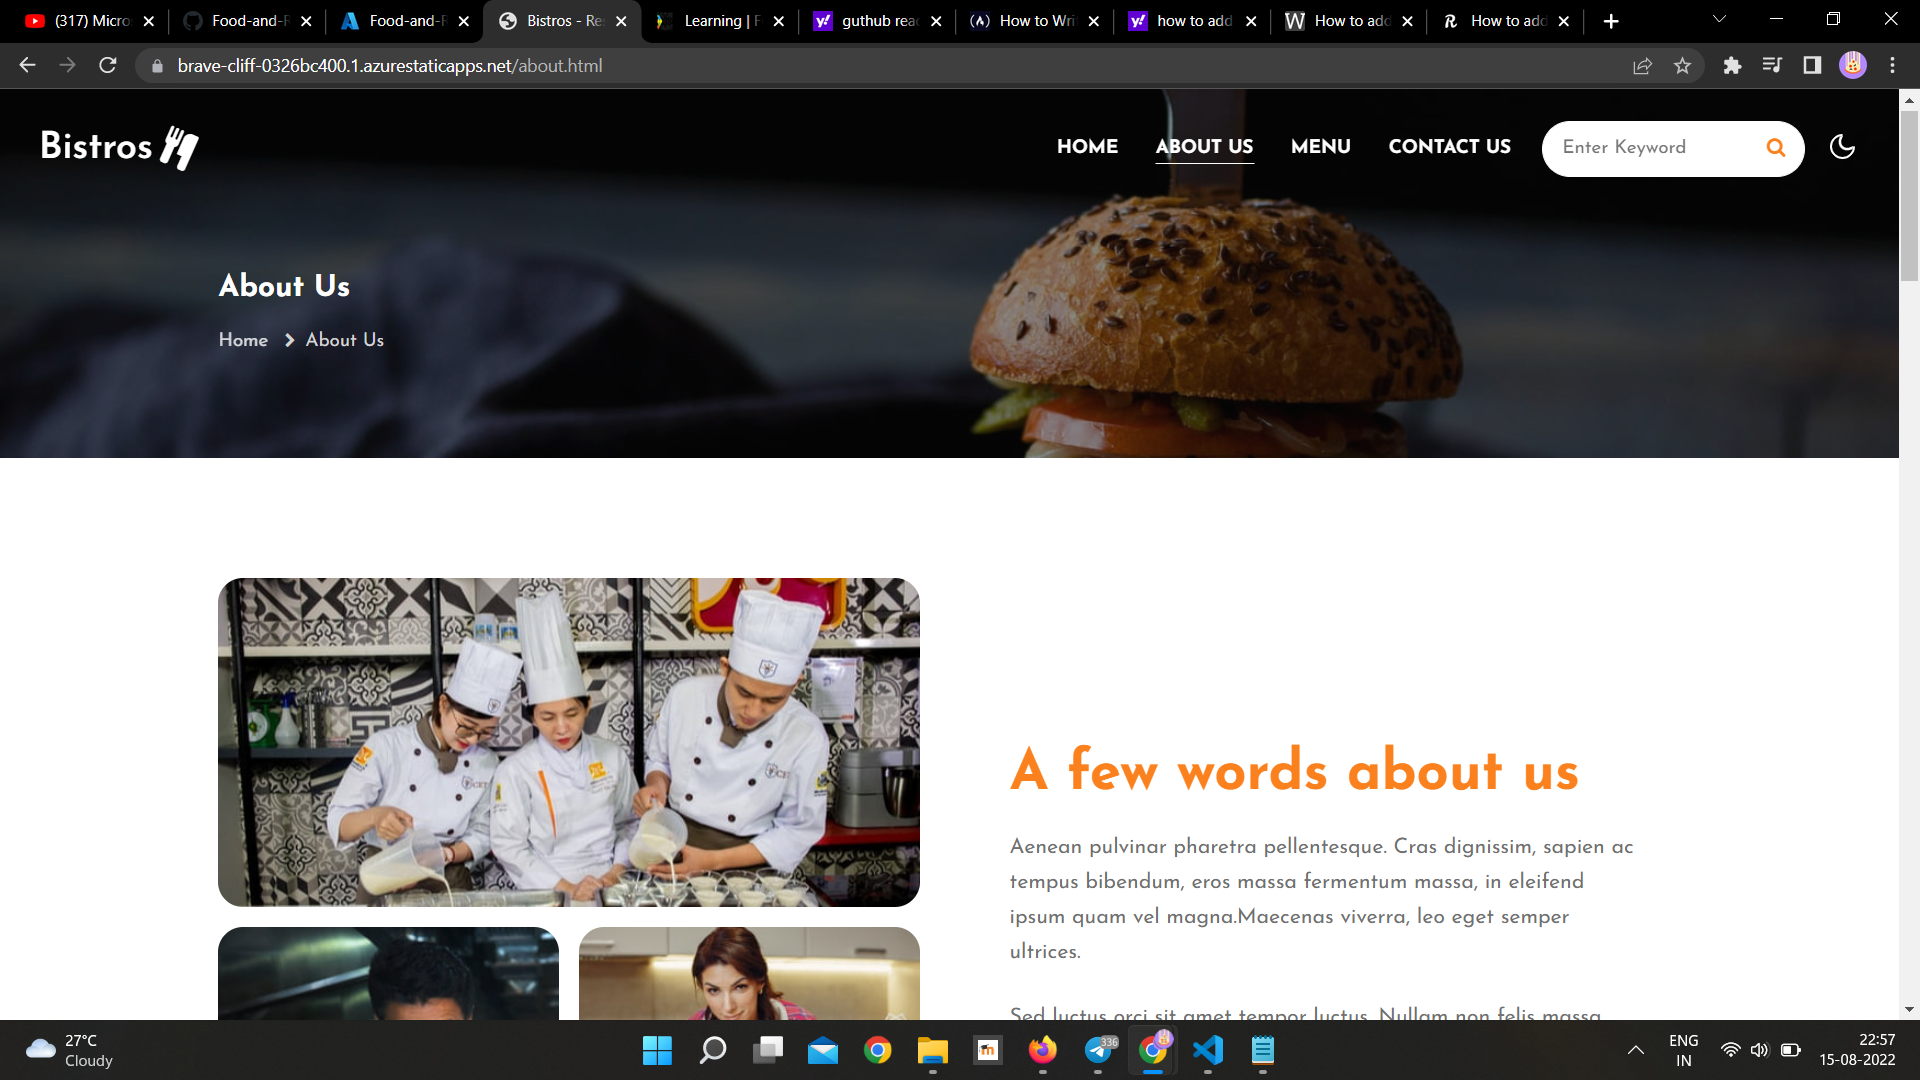 (317) Micro
Food-and-R
Food-and-R
Bistros - Res
Learning | F
guthub read
How to Wri
how to add
How to add
How to add
brave-cliff-0326bc400.1.azurestaticapps.net/about.html
Bistros
HOME
ABOUT US
MENU
CONTACT US
Enter Keyword
About Us
Home
About Us
A few words about us
Aenean pulvinar pharetra pellentesque. Cras dignissim, sapien ac
tempus bibendum, eros massa fermentum massa, in eleifend
ipsum quam vel magna.Maecenas viverra, leo eget semper
ultrices.
Sed luctus orci sit amet tempor luctus. Nullam non felis massa
27°C
Cloudy
336
ENG
IN
22:57
15-08-2022